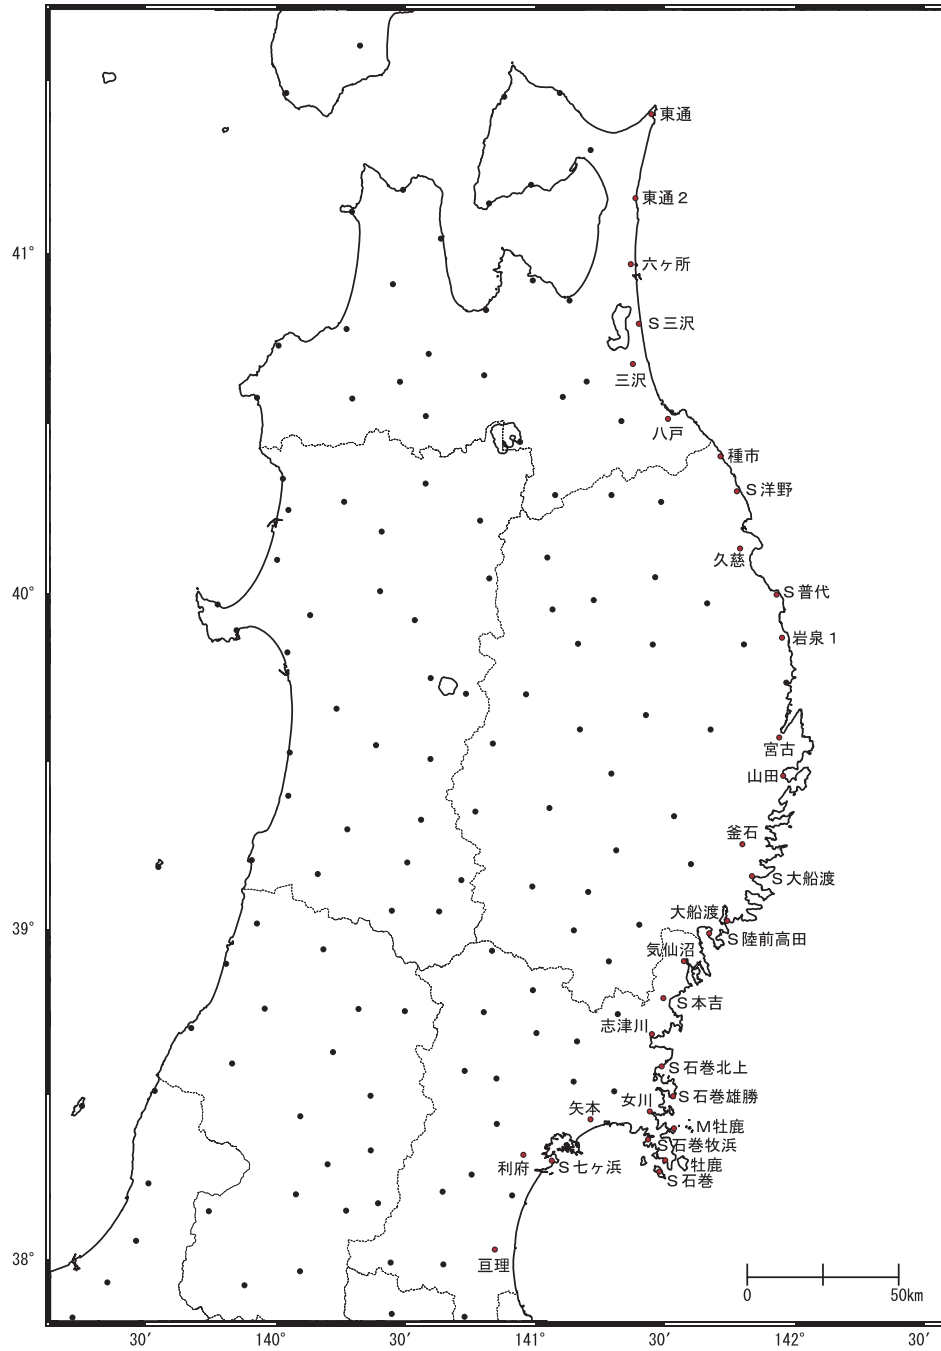 東通
東通２
41°
六ヶ所
Ｓ三沢
三沢
八戸
種市
Ｓ洋野
久慈
40°
Ｓ普代
岩泉１
宮古
山田
釜石
Ｓ大船渡
大船渡
39°
Ｓ陸前高田
気仙沼
Ｓ本吉
志津川
Ｓ石巻北上
Ｓ石巻雄勝
女川
矢本
Ｍ牡鹿
Ｓ石巻牧浜
牡鹿
利府
Ｓ七ヶ浜
Ｓ石巻
38°
亘理
0 50km
30′ 140° 30′ 141° 30′ 142° 30′